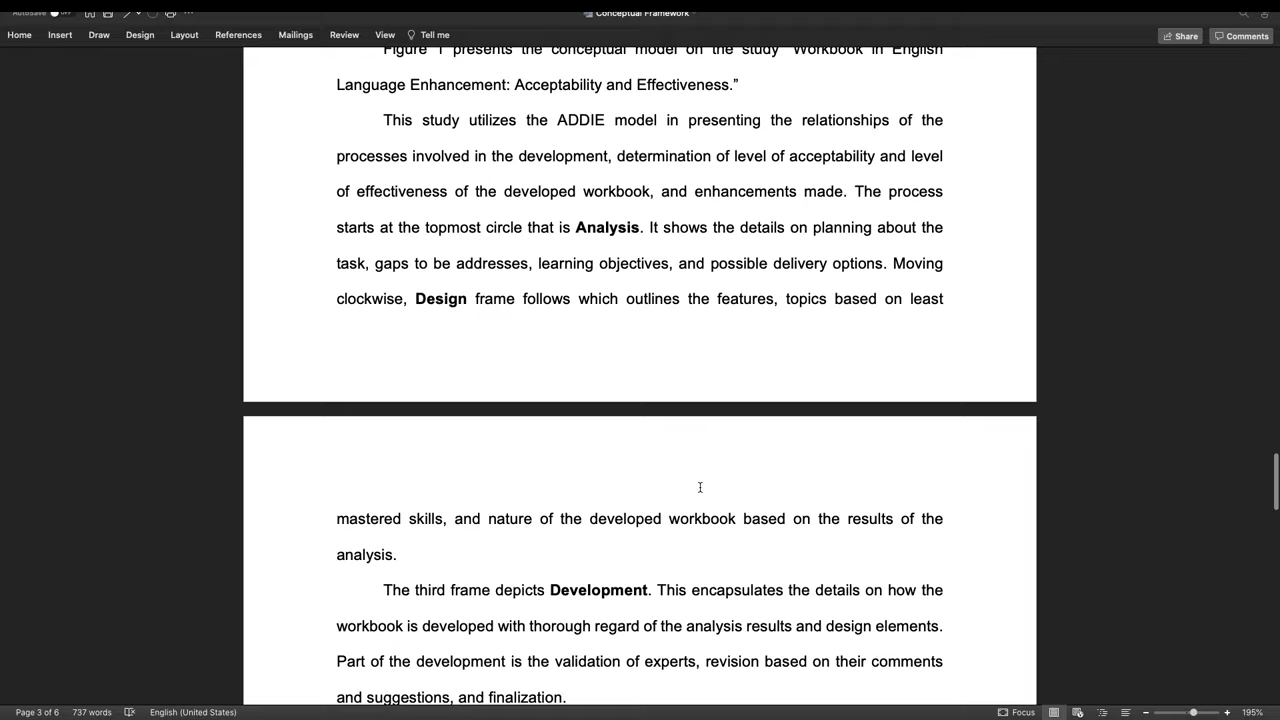 AutoSave OFF
Conceptual Framework
Home Insert Draw Design Layout References Mailings Review View Tell me Share Comments
Figure 1 presents the conceptual model on the study "Workbook in English
Language Enhancement: Acceptability and Effectiveness.”
This study utilizes the ADDIE model in presenting the relationships of the
processes involved in the development, determination of level of acceptability and level
of effectiveness of the developed workbook, and enhancements made. The process
starts at the topmost circle that is Analysis. It shows the details on planning about the
task, gaps to be addresses, learning objectives, and possible delivery options. Moving
clockwise, Design frame follows which outlines the features, topics based on least
mastered skills, and nature of the developed workbook based on the results of the
analysis.
The third frame depicts Development. This encapsulates the details on how the
workbook is developed with thorough regard of the analysis results and design elements.
Part of the development is the validation of experts, revision based on their comments
and suggestions, and finalization.
Page 3 of 6 737 words English (United States) Focus 195%